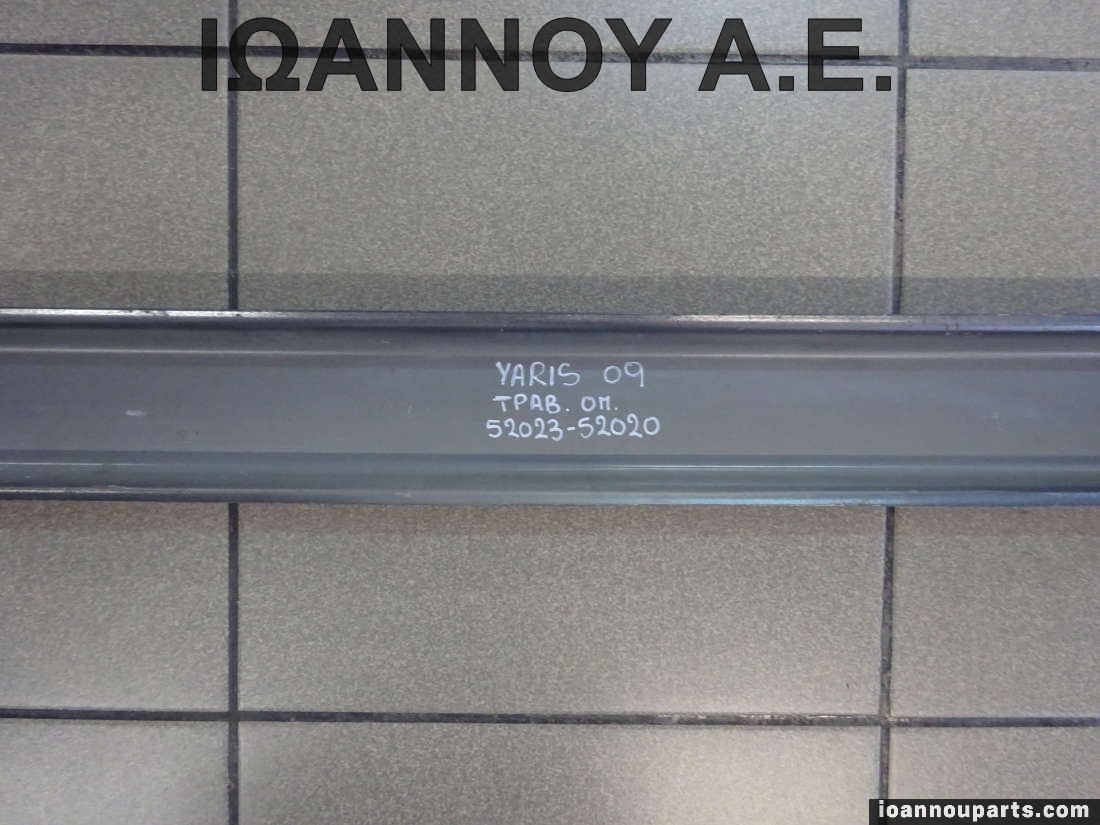 ΙΩΑΝΝΟΥ Α.Ε.
YARIS 09
ΤΡΑΒ. ΟΠ.
52023-52020
ioannouparts.com